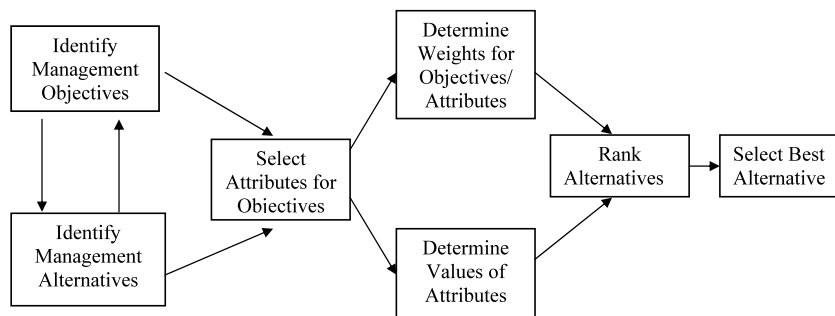 Identify
Management
Objectives
Identify
Management
Alternatives
Select
Attributes for
Objectives
Determine
Weights for
Objectives/
Attributes
Determine
Values of
Attributes
Rank
Alternatives
Select Best
Alternative